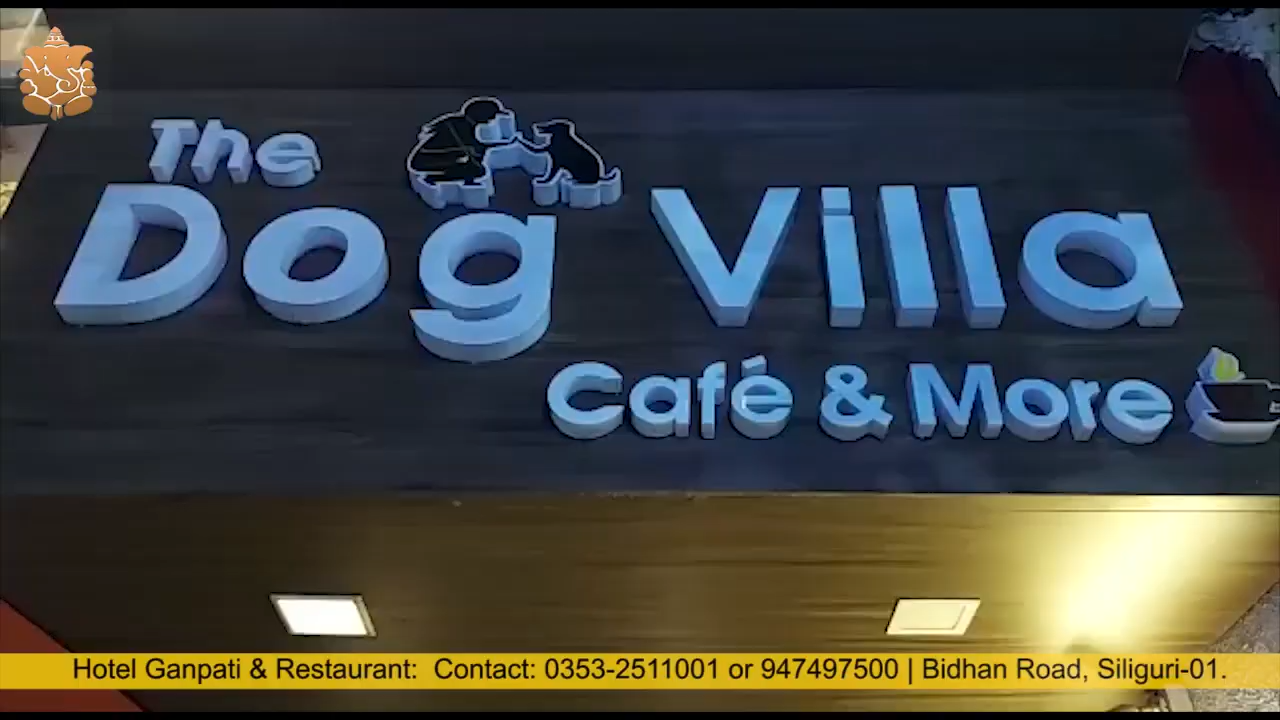 The
Dog Villa
Café & More
Hotel Ganpati & Restaurant: Contact: 0353-2511001 or 947497500 | Bidhan Road, Siliguri-01.